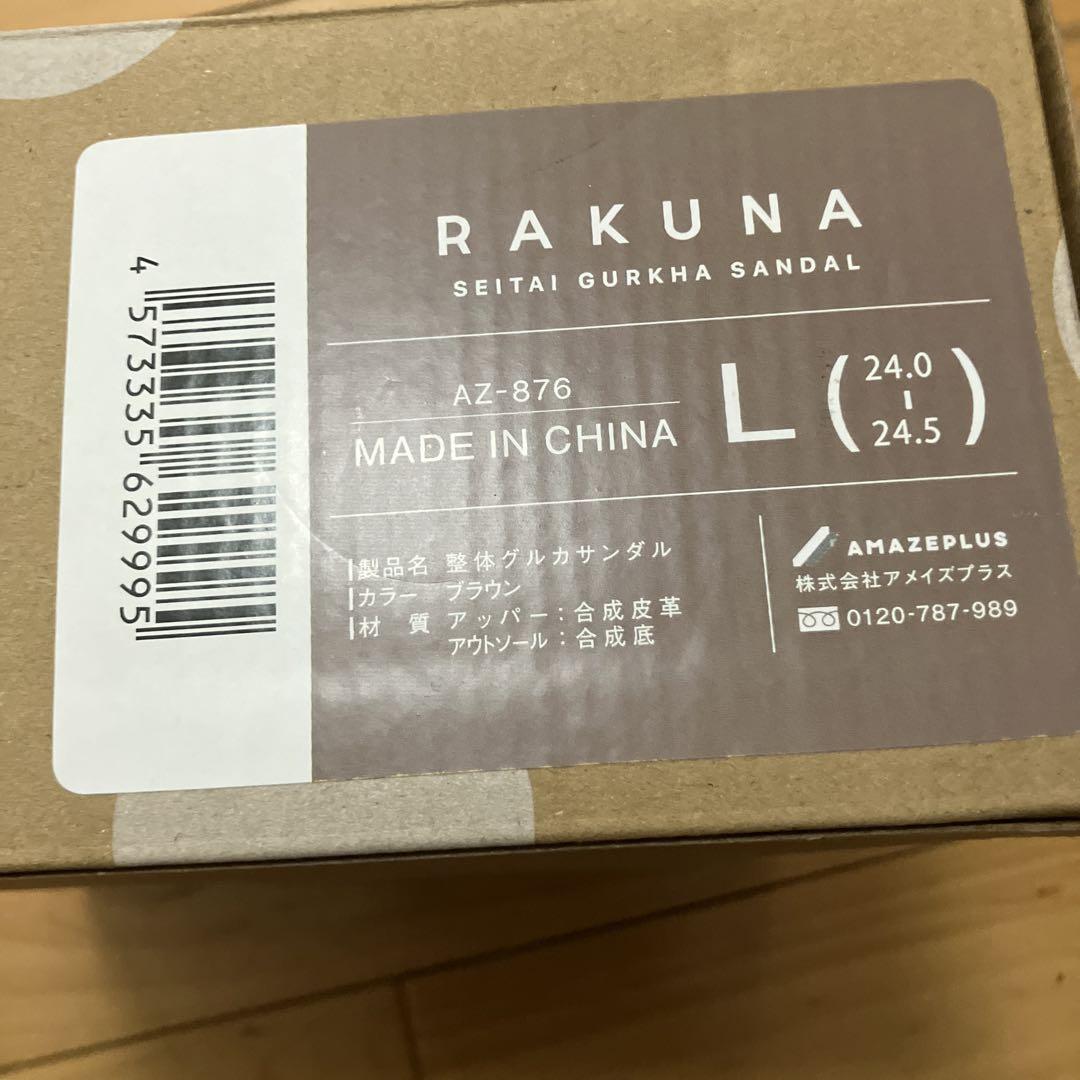 RAKUNA
SEITAI GURKHA SANDAL
AZ-876
MADE IN CHINA
L ( 24.0 - 24.5 )
製品名 整体グルカサンダル
カラー ブラウン
材 質 アッパー:合成皮革
アウトソール:合成底
AMAZEPLUS
株式会社アメイズプラス
0120-787-989
4 573335 629995